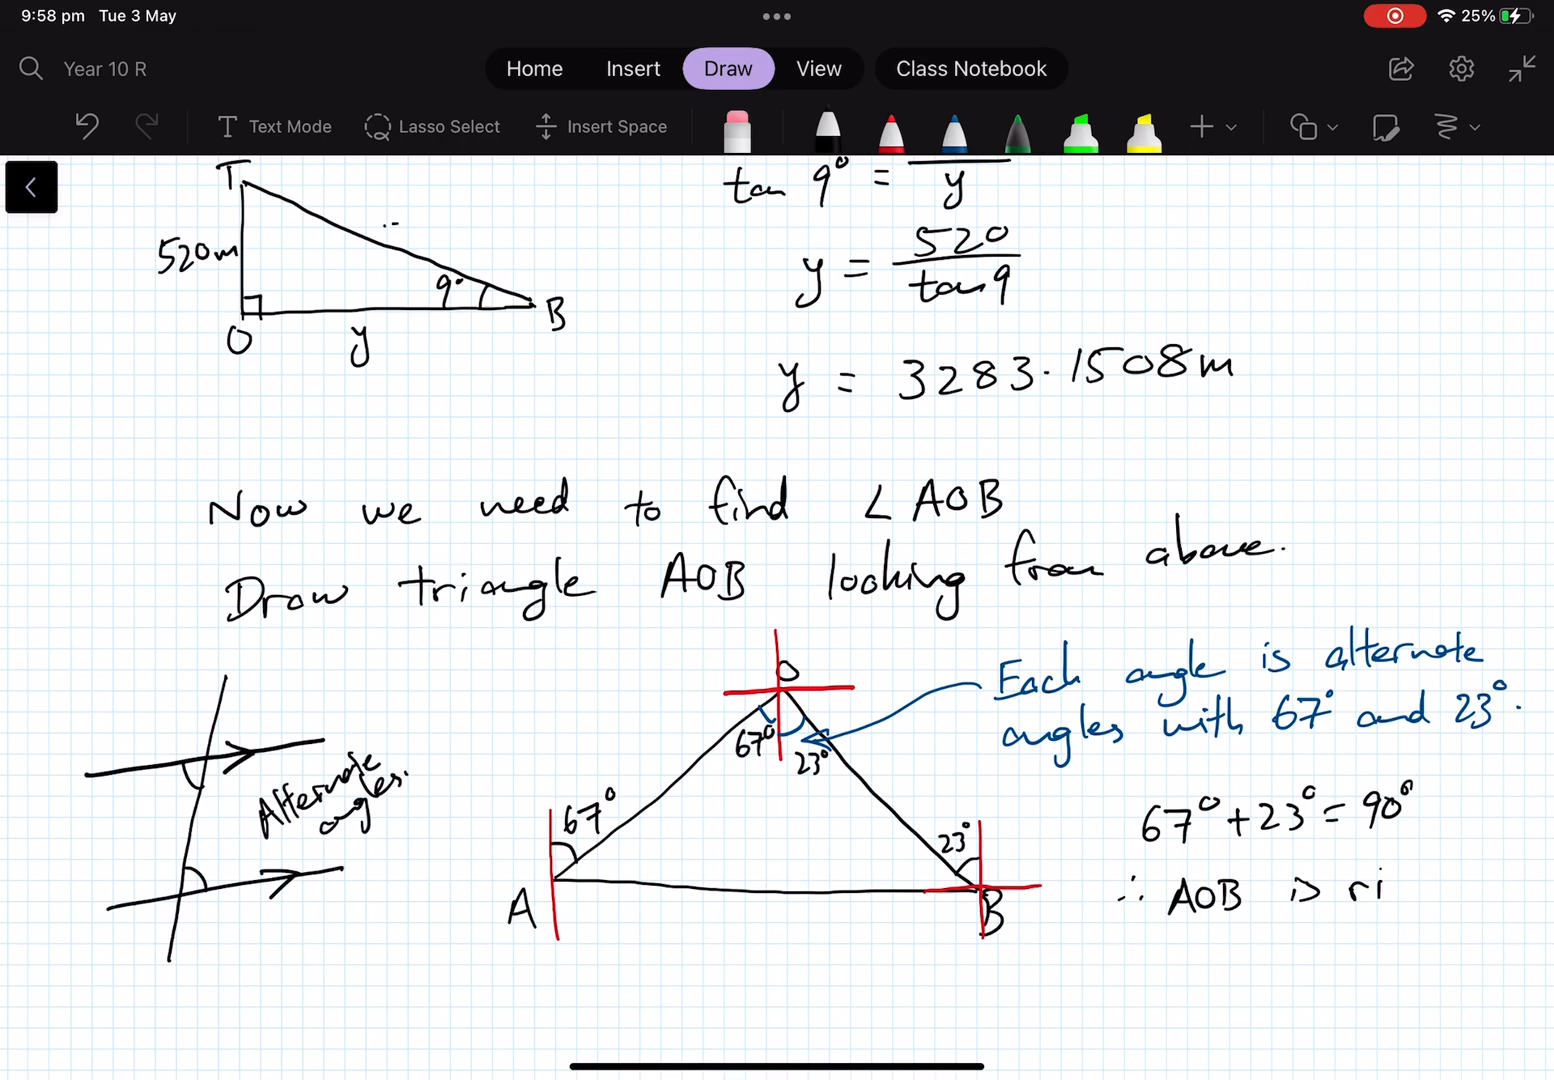 9:58 pm Tue 3 May
25%
Year 10 R
Home Insert Draw View Class Notebook
Text Mode Lasso Select Insert Space
T
520m
9°
O
y
B
tan 9° = 
y
y = 520
tan 9
y = 3283.1508m
Now we need to find ∠AOB
Draw triangle AOB looking from above.
O
Each angle is alternate
angles with 67° and 23°.
67°
23°
Alternate
angles.
67°
23°
A
B
67° + 23° = 90°
∴ AOB is ri